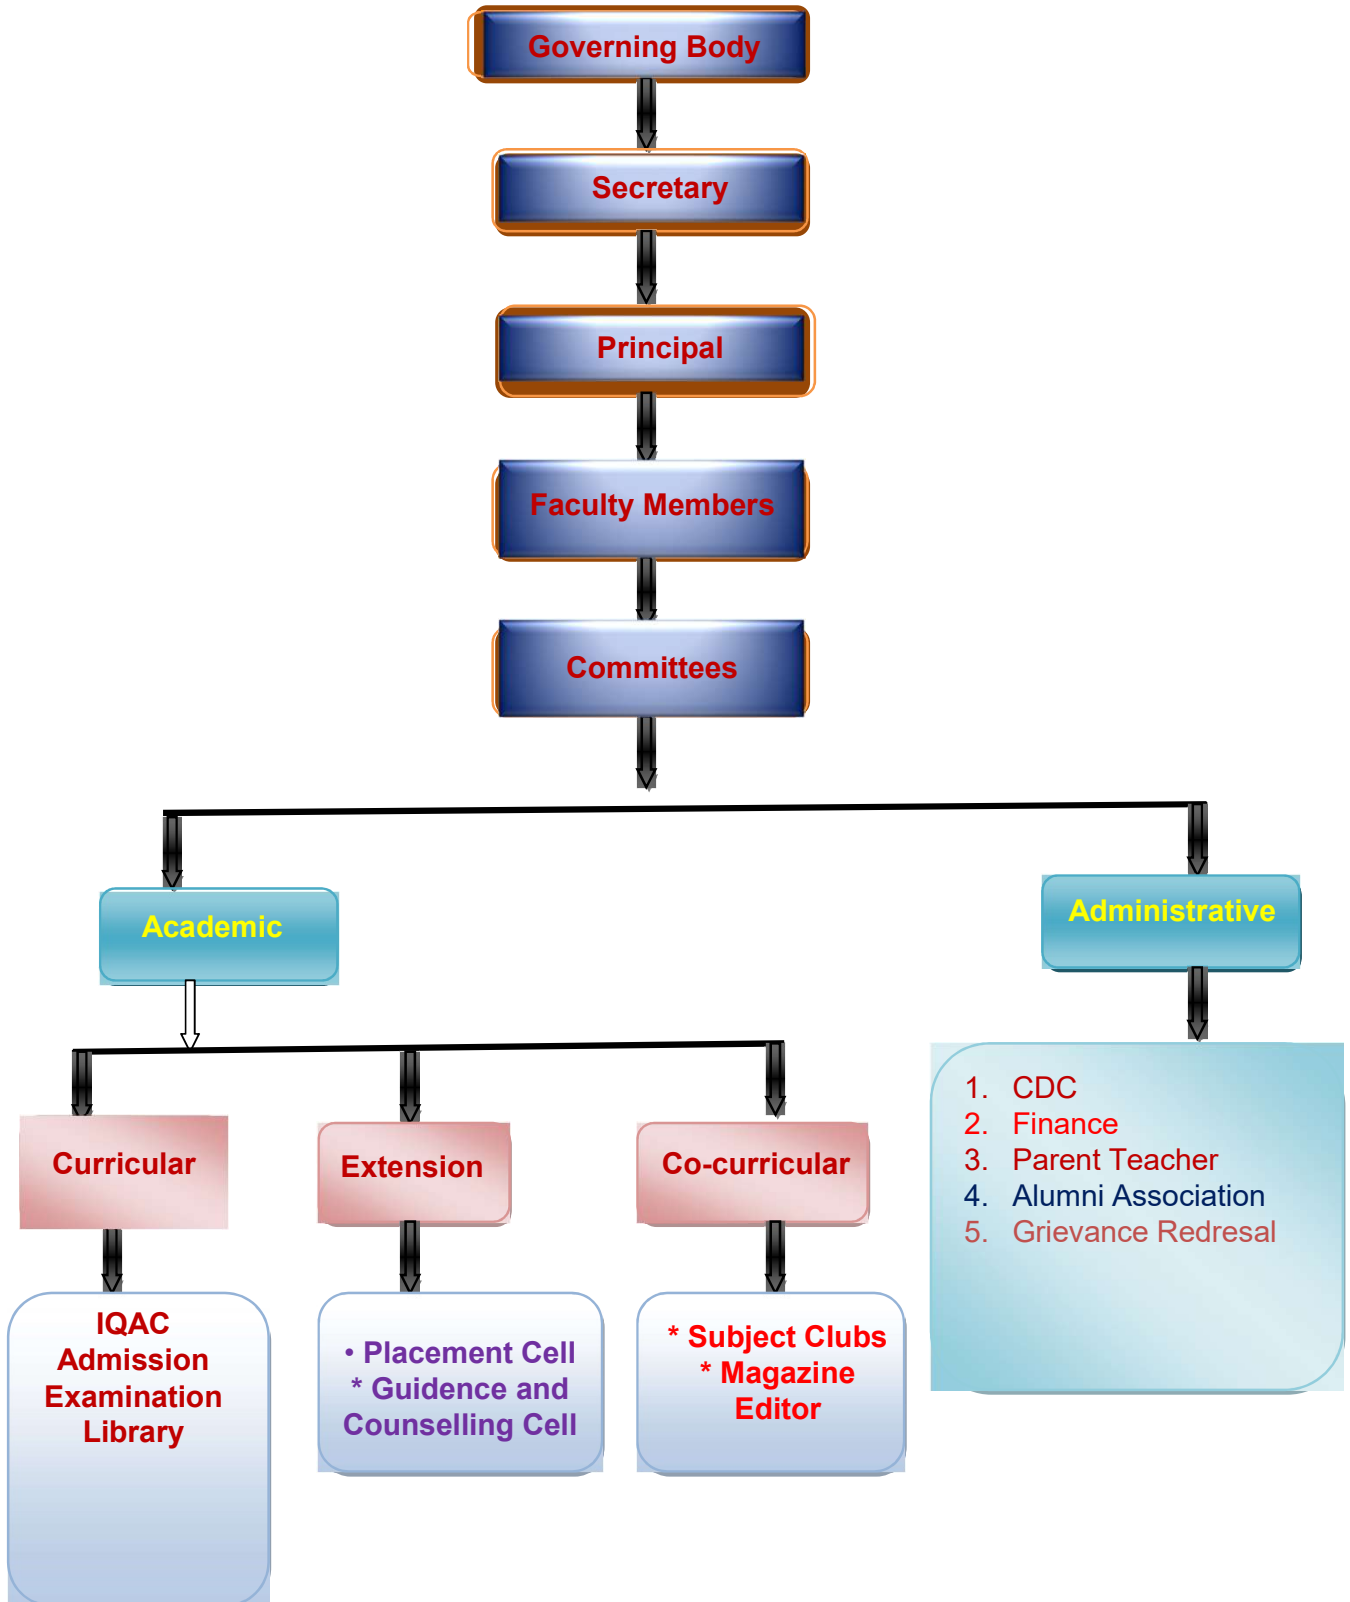 Governing Body
Secretary
Principal
Faculty Members
Committees
Academic
Administrative
Curricular
Extension
Co-curricular
1. CDC
2. Finance
3. Parent Teacher
4. Alumni Association
5. Grievance Redresal
IQAC
Admission
Examination
Library
• Placement Cell
* Guidence and
Counselling Cell
* Subject Clubs
* Magazine
Editor